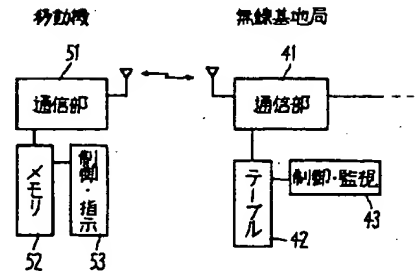 移動機
無線基地局
51
41
通信部
通信部
メモリ
制御・指示
テーブル
制御・監視
52
53
42
43